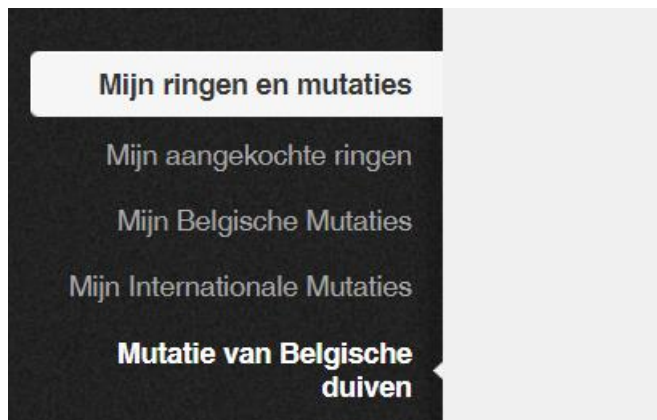 Mijn ringen en mutaties
Mijn aangekochte ringen
Mijn Belgische Mutaties
Mijn Internationale Mutaties
Mutatie van Belgische
duiven